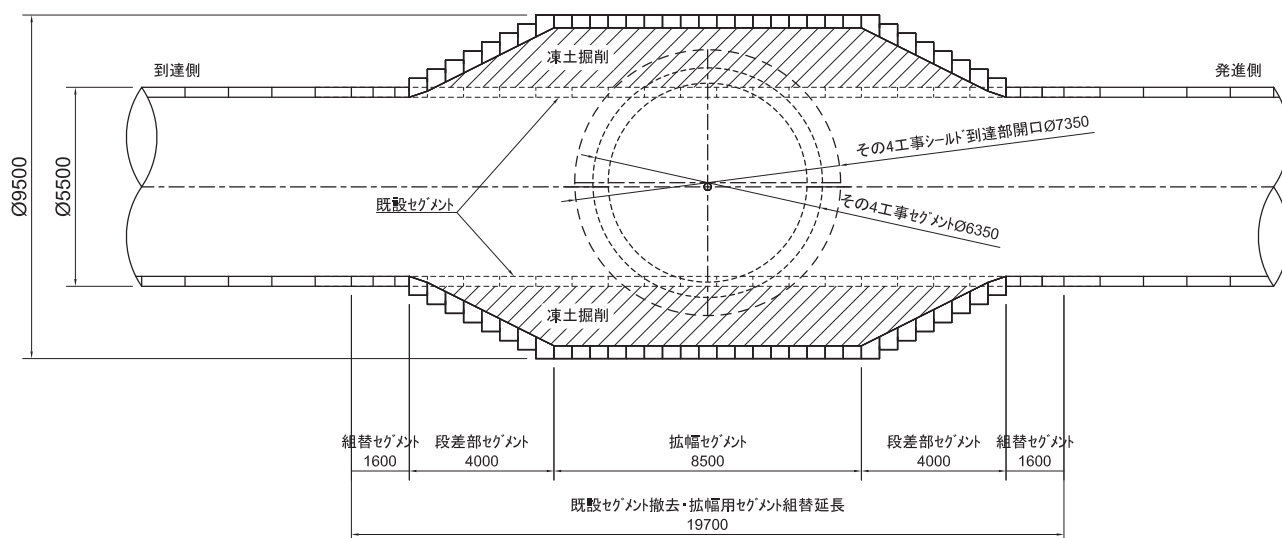 到達側
凍土掘削
発進側
その4工事シールド到達部開口Ø7350
Ø9500
Ø5500
既設セグメント
その4工事セグメントØ6350
凍土掘削
組替セグメント
1600
段差部セグメント
4000
拡幅セグメント
8500
段差部セグメント
4000
組替セグメント
1600
既設セグメント撤去・拡幅用セグメント組替延長
19700